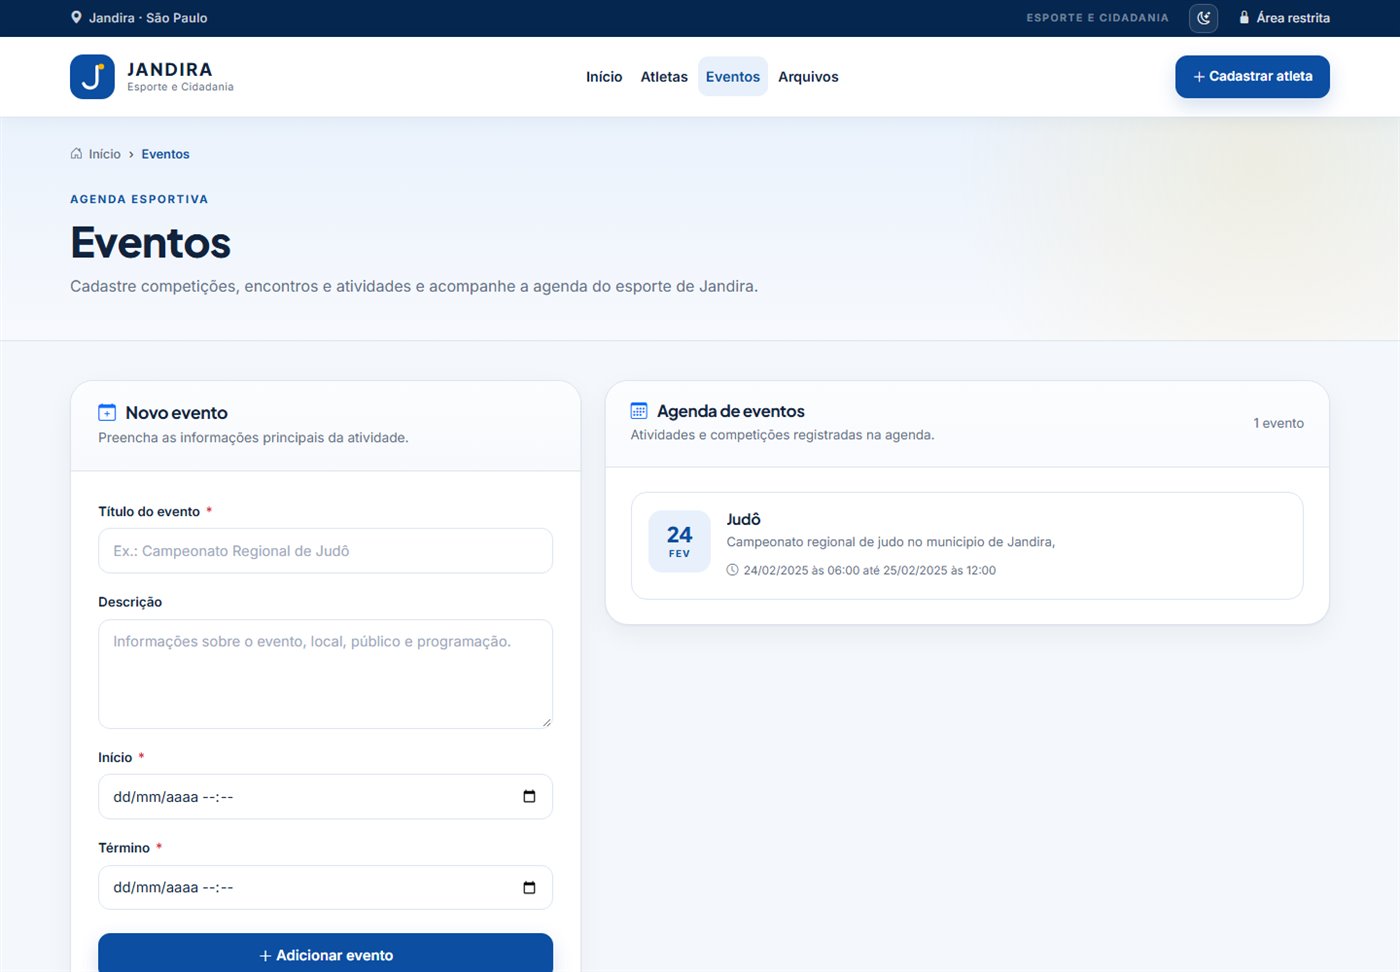 Jandira · São Paulo
ESPORTE E CIDADANIA
Área restrita
JANDIRA
Esporte e Cidadania
Início
Atletas
Eventos
Arquivos
+ Cadastrar atleta
Início › Eventos
AGENDA ESPORTIVA
Eventos
Cadastre competições, encontros e atividades e acompanhe a agenda do esporte de Jandira.
Novo evento
Preencha as informações principais da atividade.
Título do evento *
Ex.: Campeonato Regional de Judô
Descrição
Informações sobre o evento, local, público e programação.
Início *
dd/mm/aaaa --:--
Término *
dd/mm/aaaa --:--
+ Adicionar evento
Agenda de eventos
Atividades e competições registradas na agenda.
1 evento
24
FEV
Judô
Campeonato regional de judo no municipio de Jandira,
24/02/2025 às 06:00 até 25/02/2025 às 12:00